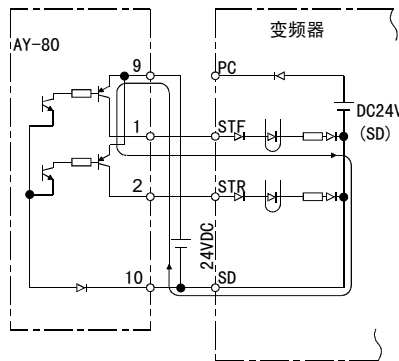 变频器
AY-80
9
PC
DC24V
(SD)
1
STF
2
STR
24VDC
10
SD